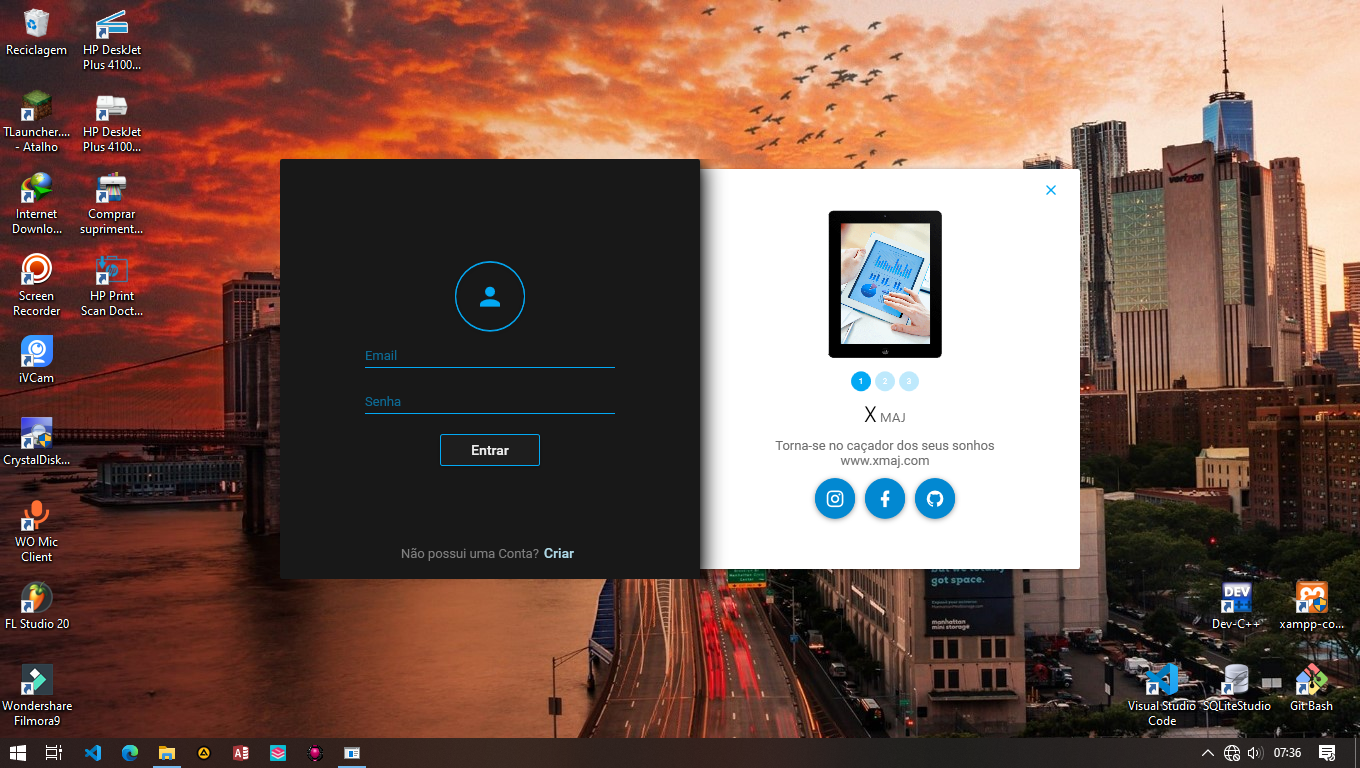 Reciclagem
HP DeskJet
Plus 4100...
TLauncher....
- Atalho
HP DeskJet
Plus 4100...
Internet
Downlo...
Comprar
supriment...
Screen
Recorder
HP Print
Scan Doct...
iVCam
CrystalDisk...
WO Mic
Client
FL Studio 20
Wondershare
Filmora9
Email
Senha
Entrar
Não possui uma Conta? Criar
1 2 3
X MAJ
Torna-se no caçador dos seus sonhos
www.xmaj.com
verizon
got space.
manhattan
mini storage
DEV
Dev-C++
xampp-co...
Visual Studio
Code
SQLiteStudio
Git Bash
07:36